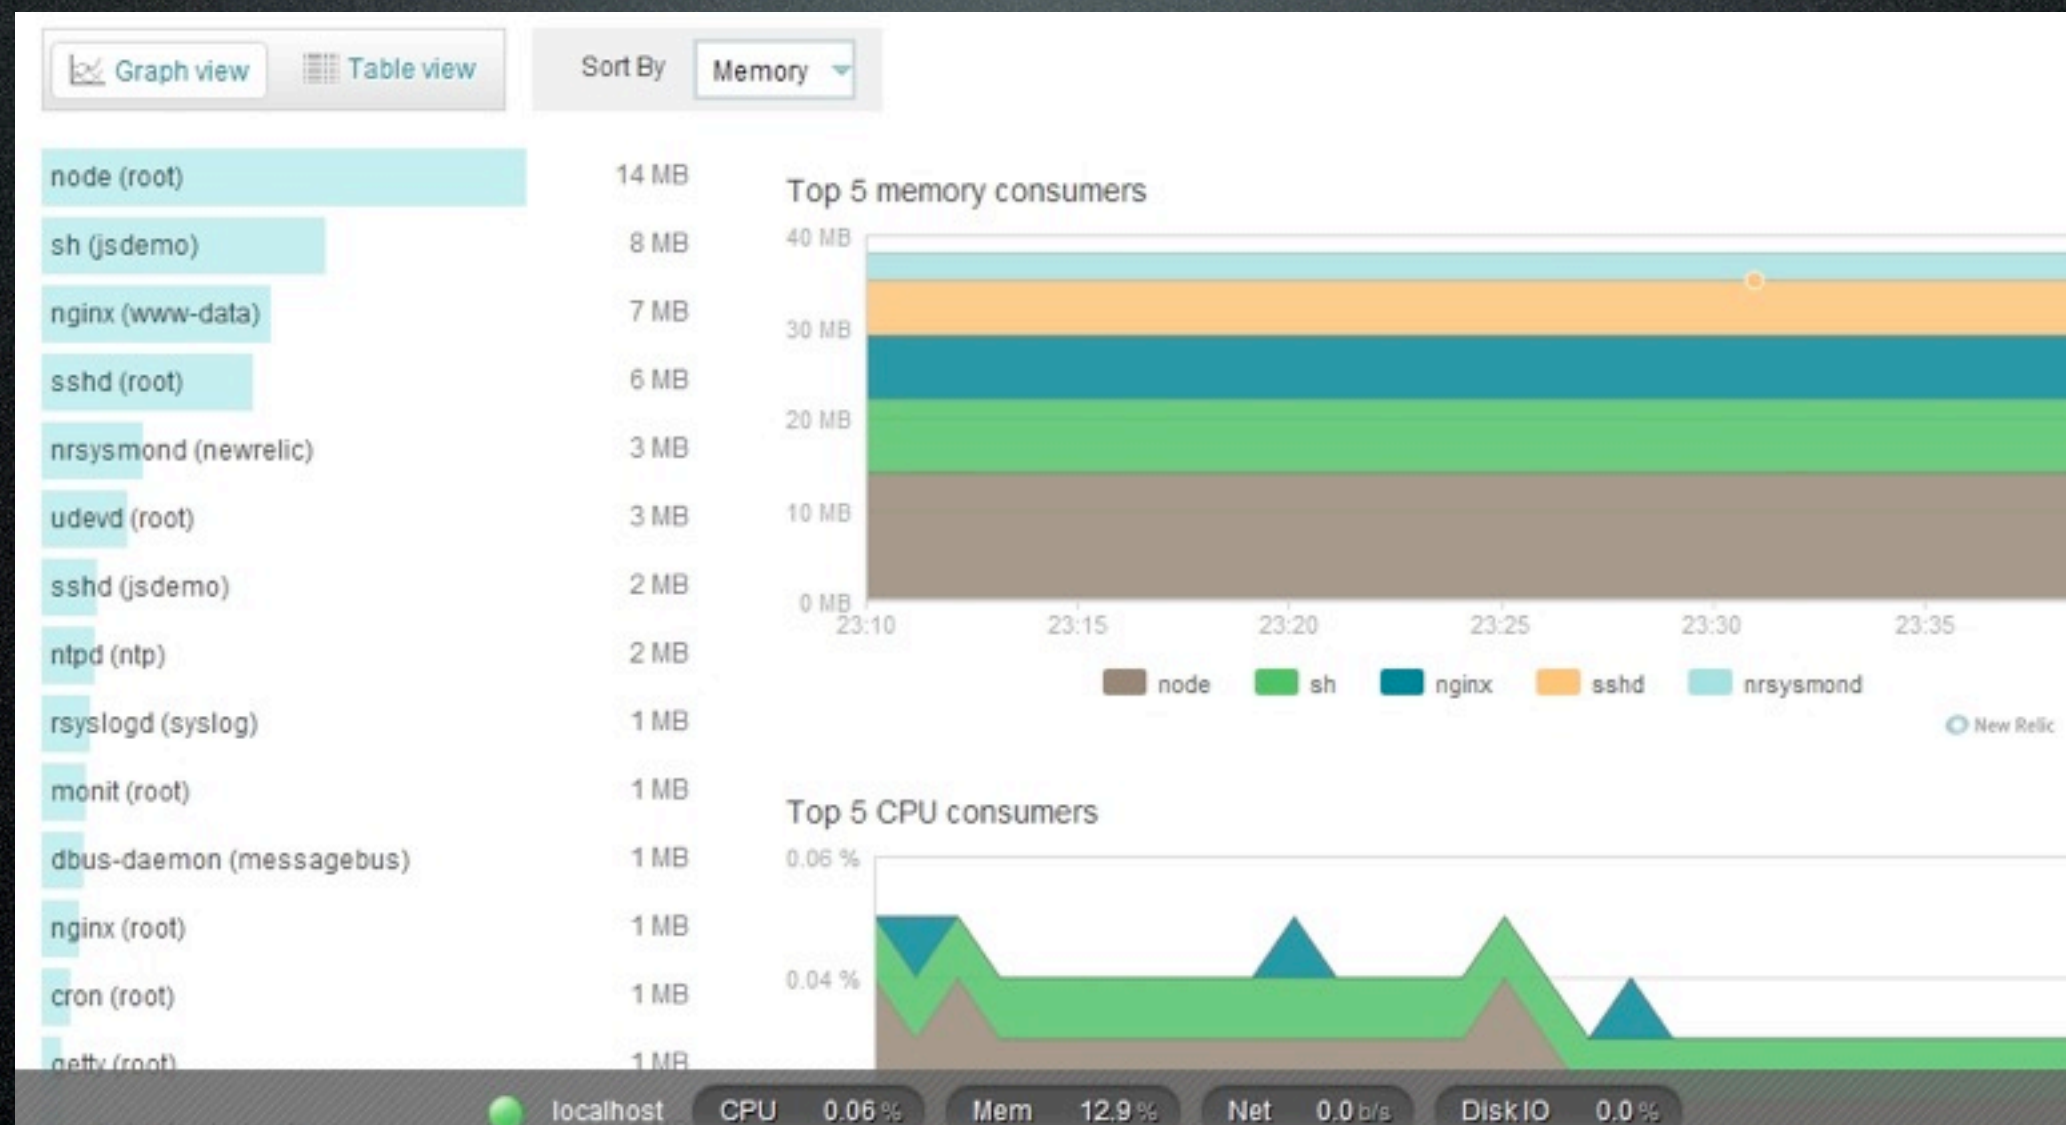 Graph view Table view Sort By Memory
node (root) 14 MB
sh (jsdemo) 8 MB
nginx (www-data) 7 MB
sshd (root) 6 MB
nrsysmond (newrelic) 3 MB
udevd (root) 3 MB
sshd (jsdemo) 2 MB
ntpd (ntp) 2 MB
rsyslogd (syslog) 1 MB
monit (root) 1 MB
dbus-daemon (messagebus) 1 MB
nginx (root) 1 MB
cron (root) 1 MB
getty (root) 1 MB
Top 5 memory consumers
40 MB
30 MB
20 MB
10 MB
0 MB
23:10 23:15 23:20 23:25 23:30 23:35
node sh nginx sshd nrsysmond
New Relic
Top 5 CPU consumers
0.06 %
0.04 %
localhost CPU 0.06 % Mem 12.9 % Net 0.0 b/s Disk IO 0.0 %